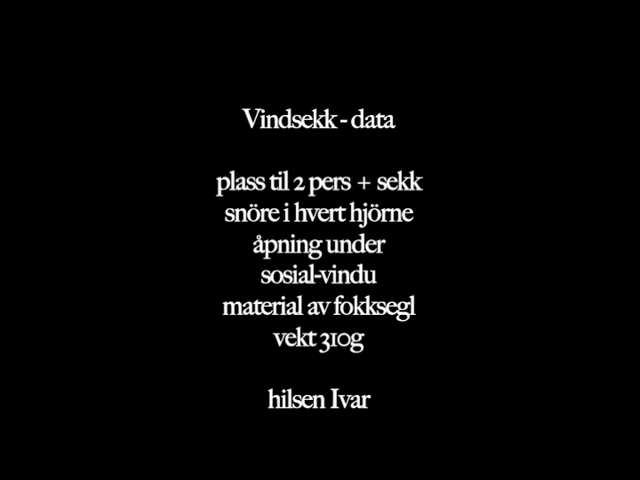 Vindsekk - data
plass til 2 pers + sekk
snöre i hvert hjörne
åpning under
sosial-vindu
material av fokksegl
vekt 310g
hilsen Ivar